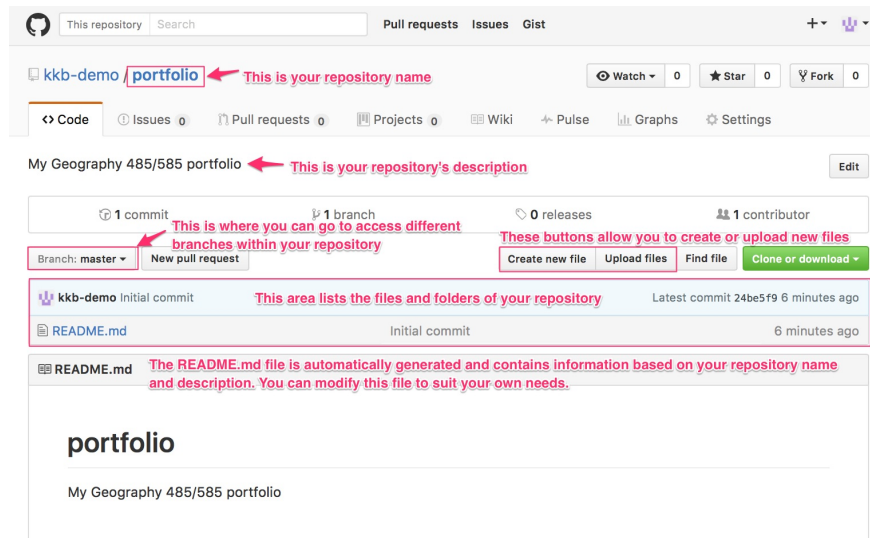 This repository Search Pull requests Issues Gist
kkb-demo / portfolio This is your repository name Watch 0 Star 0 Fork 0
Code Issues 0 Pull requests 0 Projects 0 Wiki Pulse Graphs Settings
My Geography 485/585 portfolio This is your repository's description Edit
1 commit 1 branch 0 releases 1 contributor
This is where you can go to access different
branches within your repository
These buttons allow you to create or upload new files
Branch: master New pull request Create new file Upload files Find file Clone or download
kkb-demo Initial commit This area lists the files and folders of your repository Latest commit 24be5f9 6 minutes ago
README.md Initial commit 6 minutes ago
README.md The README.md file is automatically generated and contains information based on your repository name
and description. You can modify this file to suit your own needs.
portfolio
My Geography 485/585 portfolio